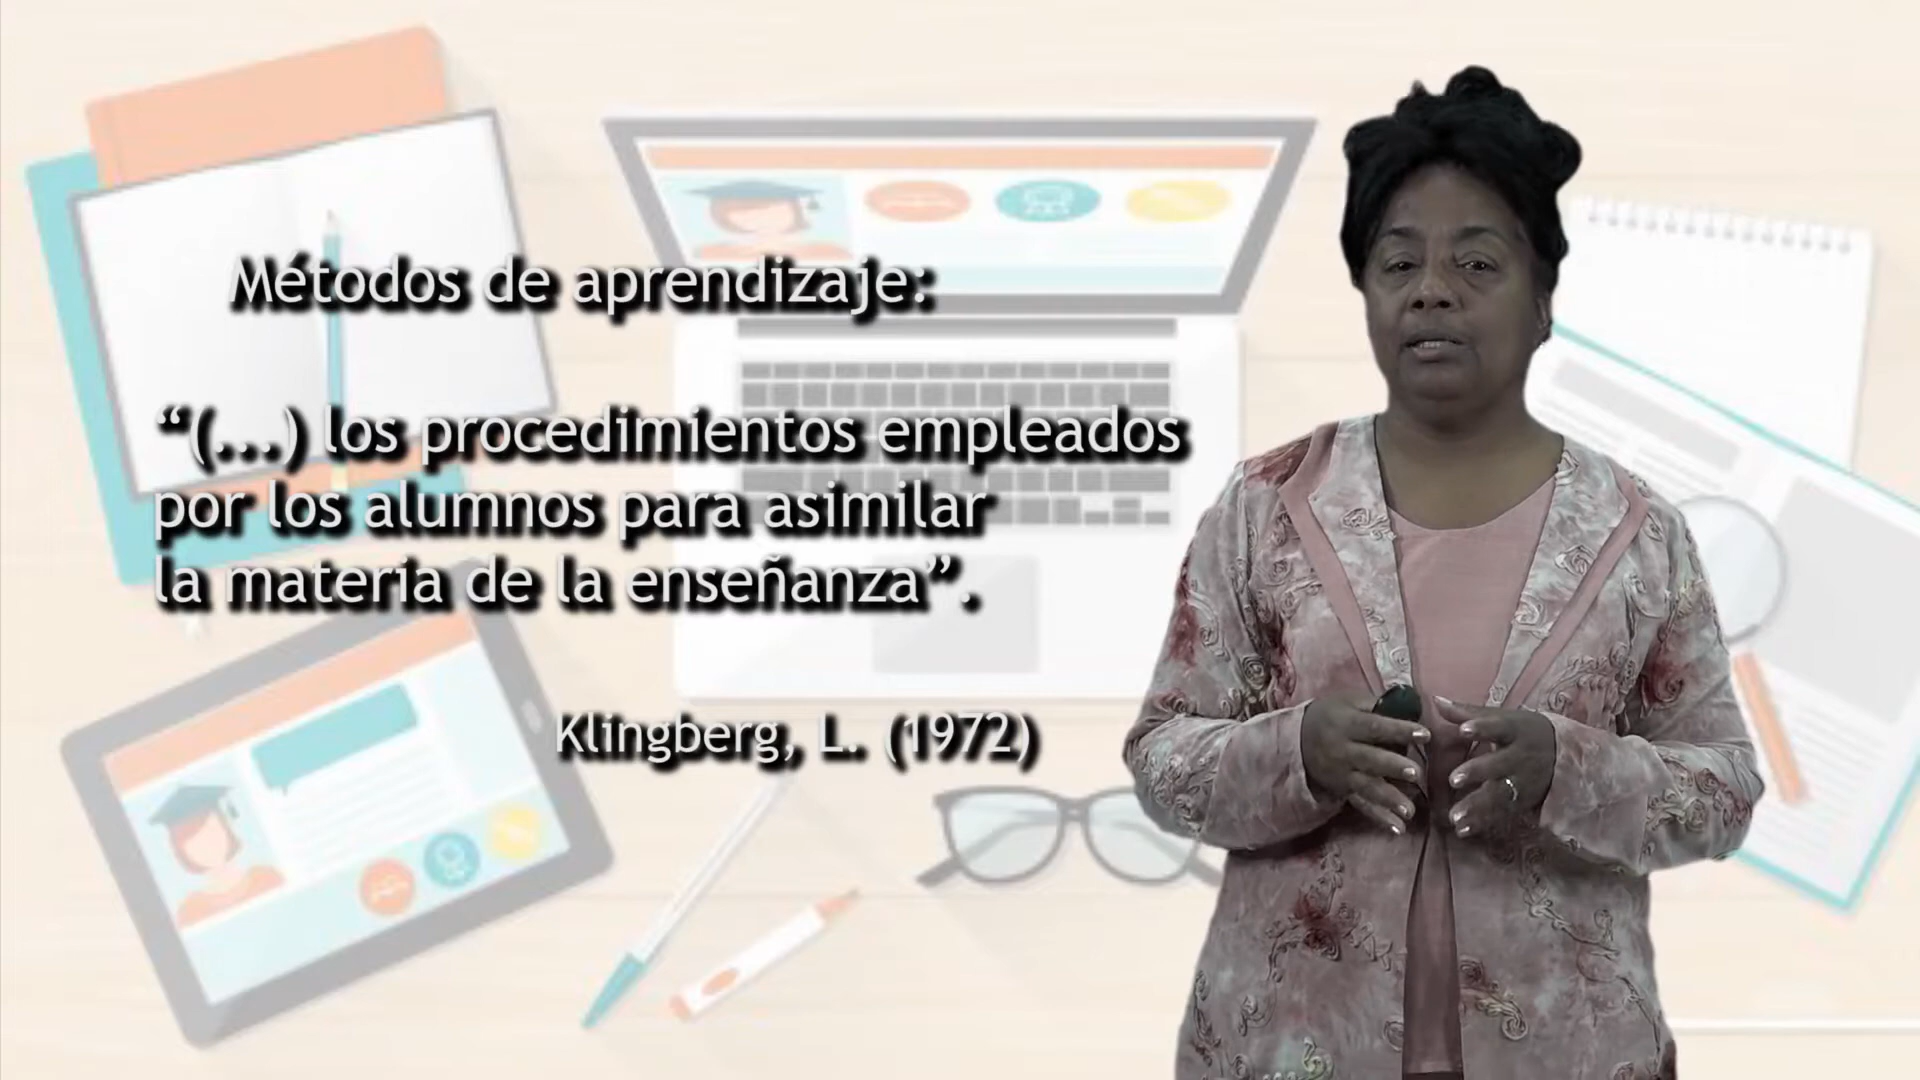 Métodos de aprendizaje:
“(...) los procedimientos empleados
por los alumnos para asimilar
la materia de la enseñanza”.
Klingberg, L. (1972)